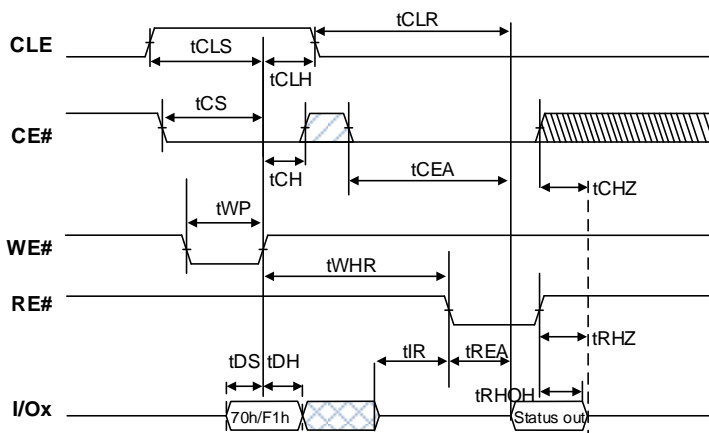 tCLR
CLE
tCLS
tCLH
tCS
CE#
tCH
tCEA
tCHZ
tWP
WE#
tWHR
RE#
tDS
tDH
tIR
tREA
tRHZ
tRHOH
I/Ox
70h/F1h
Status out